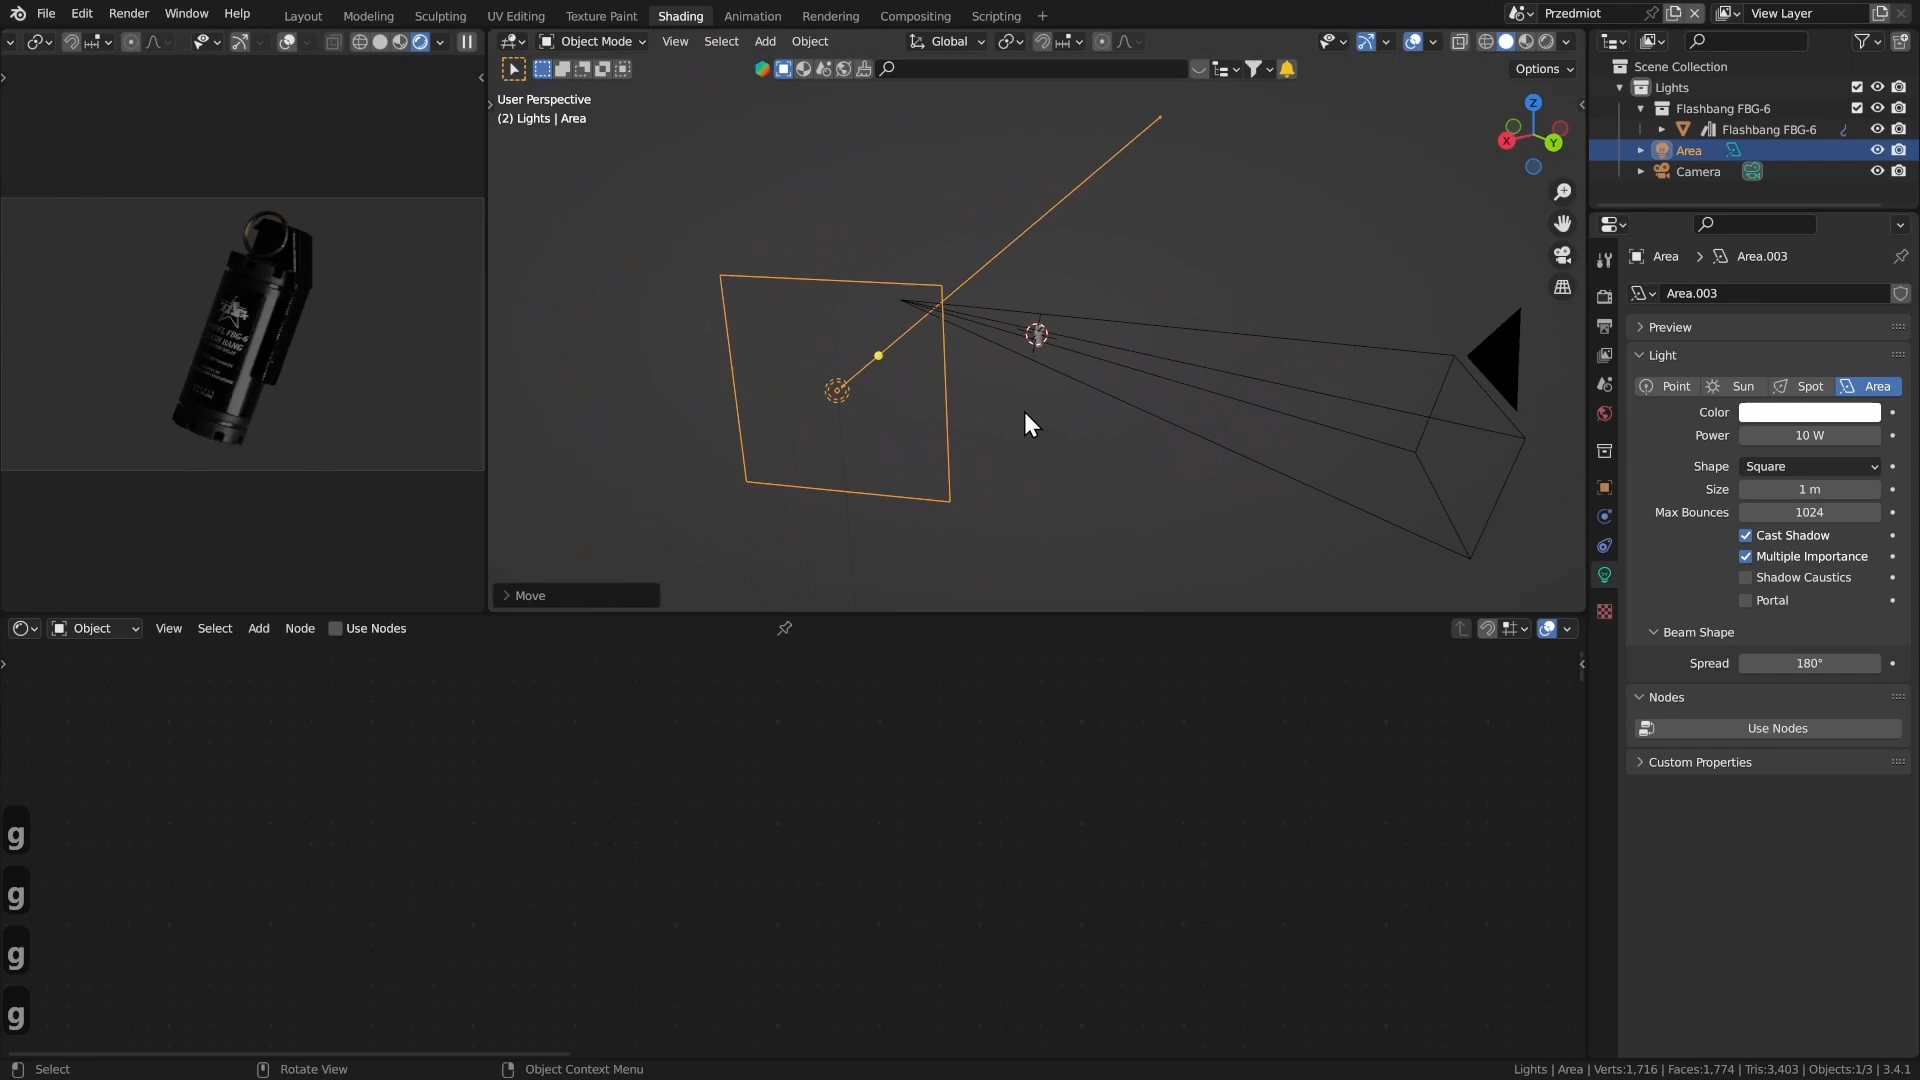 File Edit Render Window Help
Layout Modeling Sculpting UV Editing Texture Paint Shading Animation Rendering Compositing Scripting +
Przedmiot
View Layer
Object Mode View Select Add Object
Global
Options
User Perspective
(2) Lights | Area
Z
X
Y
FBG-6
Move
Scene Collection
Lights
Flashbang FBG-6
Flashbang FBG-6
Area
Camera
Area > Area.003
Area.003
Preview
Light
Point Sun Spot Area
Color
Power 10 W
Shape Square
Size 1 m
Max Bounces 1024
Cast Shadow
Multiple Importance
Shadow Caustics
Portal
Beam Shape
Spread 180°
Nodes
Use Nodes
Custom Properties
Object View Select Add Node Use Nodes
g
g
g
g
Select Rotate View Object Context Menu
Lights | Area | Verts:1,716 | Faces:1,774 | Tris:3,403 | Objects:1/3 | 3.4.1